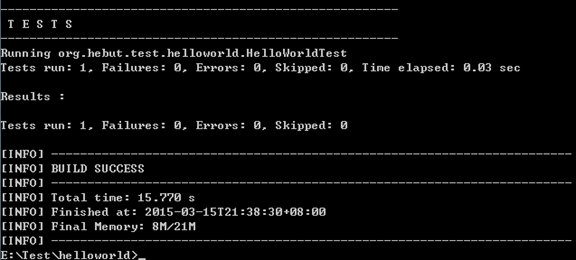 -------------------------------------------------------
 T E S T S
-------------------------------------------------------
Running org.hebut.test.helloworld.HelloWorldTest
Tests run: 1, Failures: 0, Errors: 0, Skipped: 0, Time elapsed: 0.03 sec

Results :

Tests run: 1, Failures: 0, Errors: 0, Skipped: 0

[INFO] ------------------------------------------------------------------------
[INFO] BUILD SUCCESS
[INFO] ------------------------------------------------------------------------
[INFO] Total time: 15.770 s
[INFO] Finished at: 2015-03-15T21:38:30+08:00
[INFO] Final Memory: 8M/21M
[INFO] ------------------------------------------------------------------------
E:\Test\helloworld>_